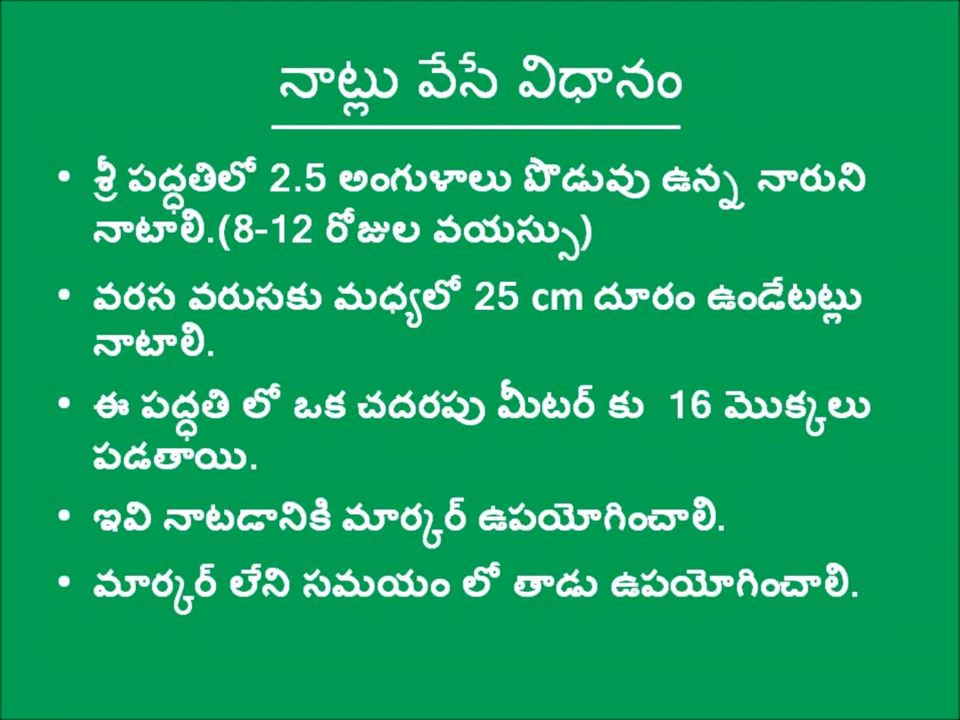 నాట్లు వేసే విధానం
• శ్రీ పద్ధతిలో 2.5 అంగుళాలు పొడువు ఉన్న నారుని
నాటాలి.(8-12 రోజుల వయస్సు)
• వరస వరుసకు మధ్యలో 25 cm దూరం ఉండేటట్లు
నాటాలి.
• ఈ పద్ధతి లో ఒక చదరపు మీటర్ కు 16 మొక్కలు
పడతాయి.
• ఇవి నాటడానికి మార్కర్ ఉపయోగించాలి.
• మార్కర్ లేని సమయం లో తాడు ఉపయోగించాలి.